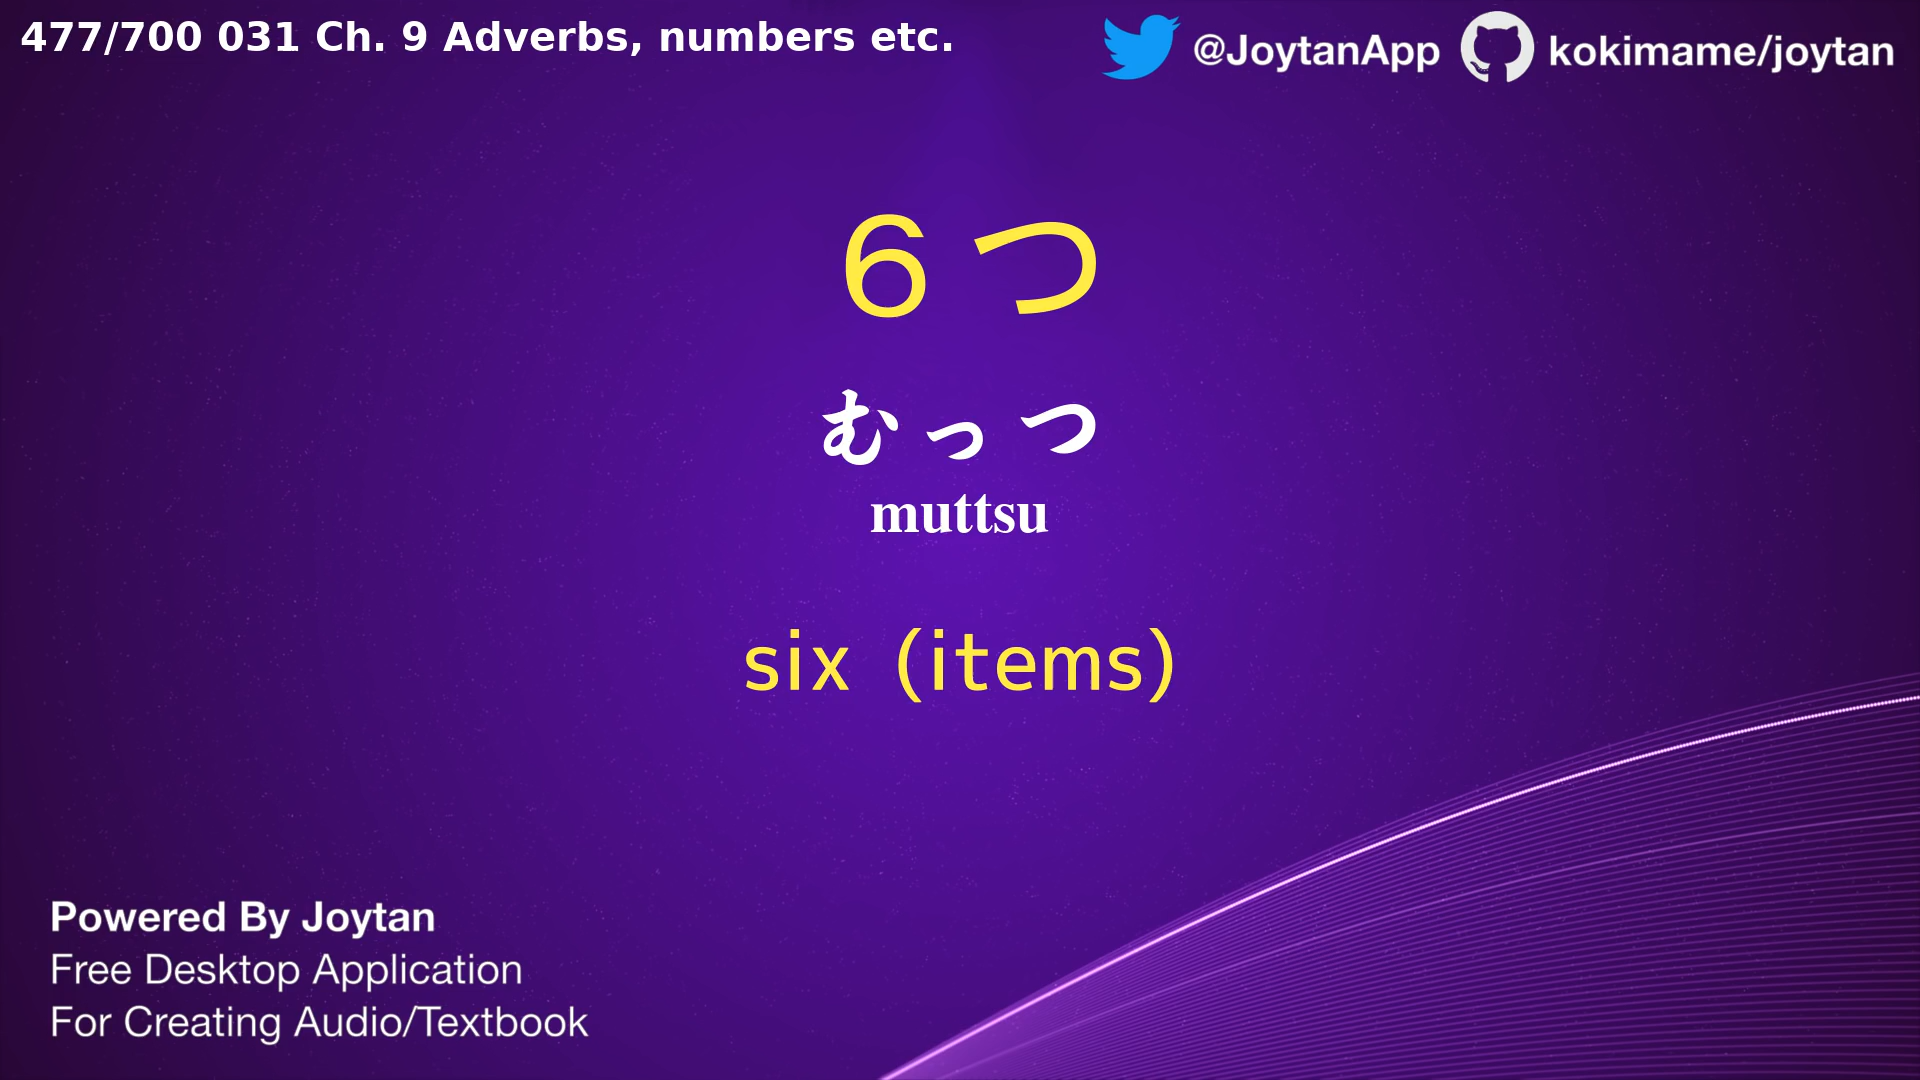 477/700 031 Ch. 9 Adverbs, numbers etc.
@JoytanApp
kokimame/joytan
６つ
むっつ
muttsu
six (items)
Powered By Joytan
Free Desktop Application
For Creating Audio/Textbook